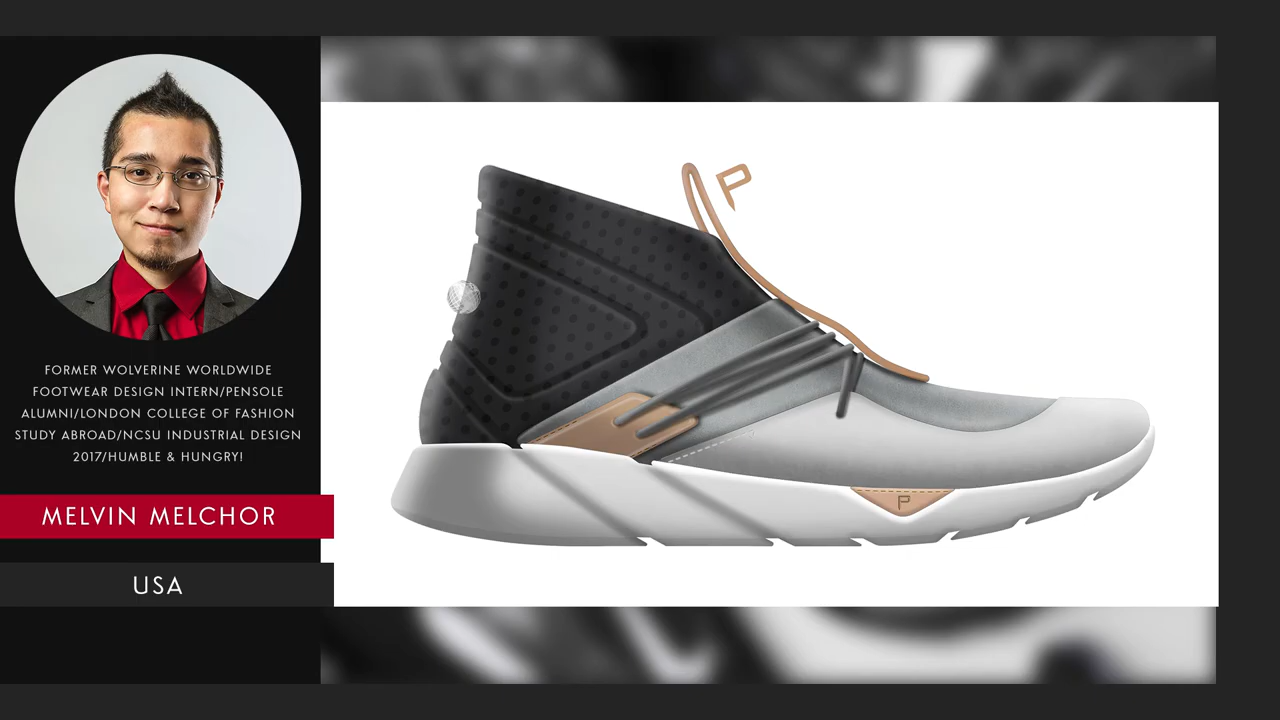 FORMER WOLVERINE WORLDWIDE
FOOTWEAR DESIGN INTERN/PENSOLE
ALUMNI/LONDON COLLEGE OF FASHION
STUDY ABROAD/NCSU INDUSTRIAL DESIGN
2017/HUMBLE & HUNGRY!
MELVIN MELCHOR
USA
P
P